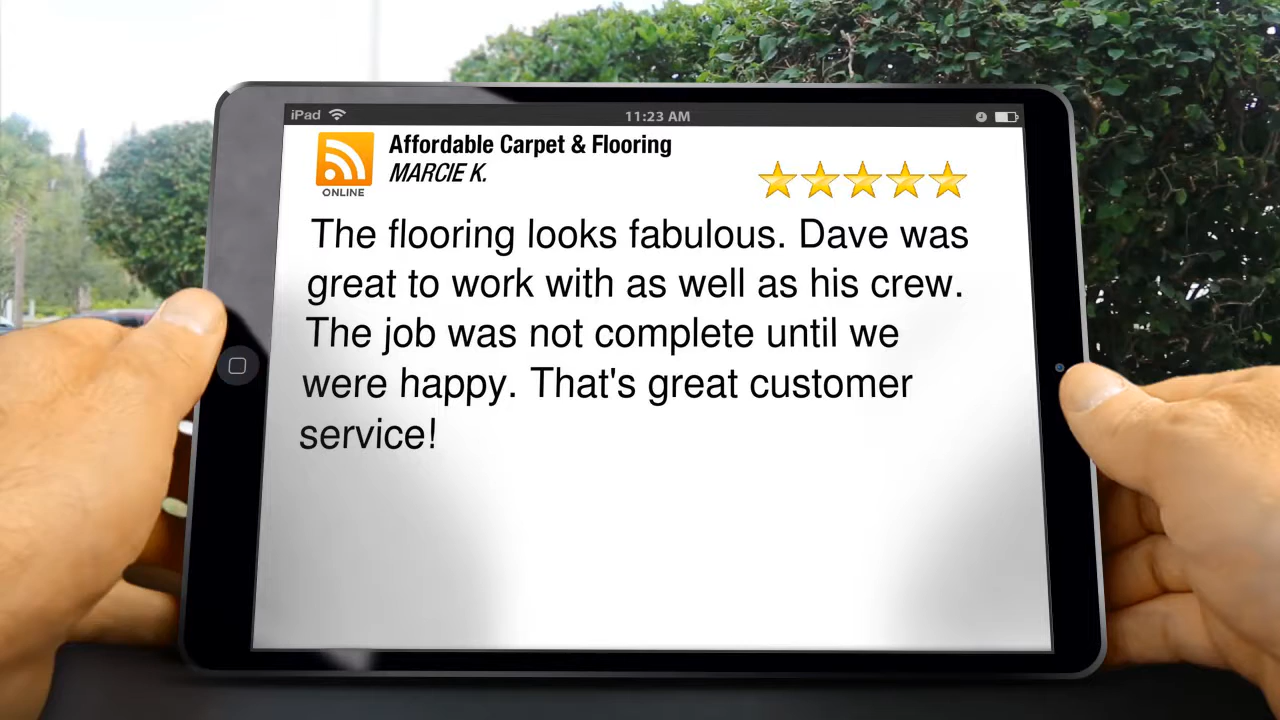 iPad
11:23 AM
Affordable Carpet & Flooring
MARCIE K.
ONLINE
The flooring looks fabulous. Dave was
great to work with as well as his crew.
The job was not complete until we
were happy. That's great customer
service!